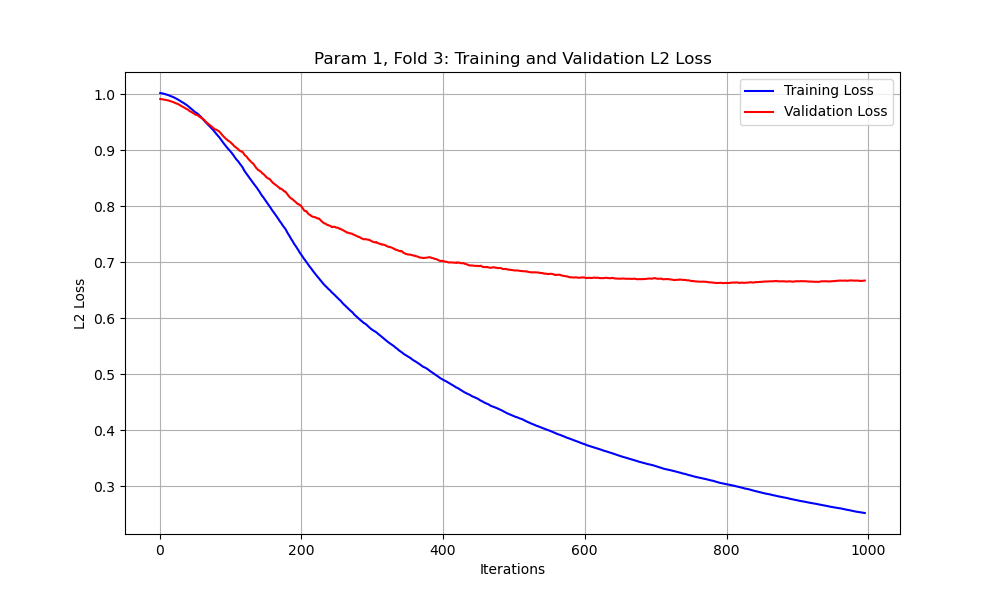 Param 1, Fold 3: Training and Validation L2 Loss
Training Loss
Validation Loss
L2 Loss
1.0
0.9
0.8
0.7
0.6
0.5
0.4
0.3
0 200 400 600 800 1000
Iterations